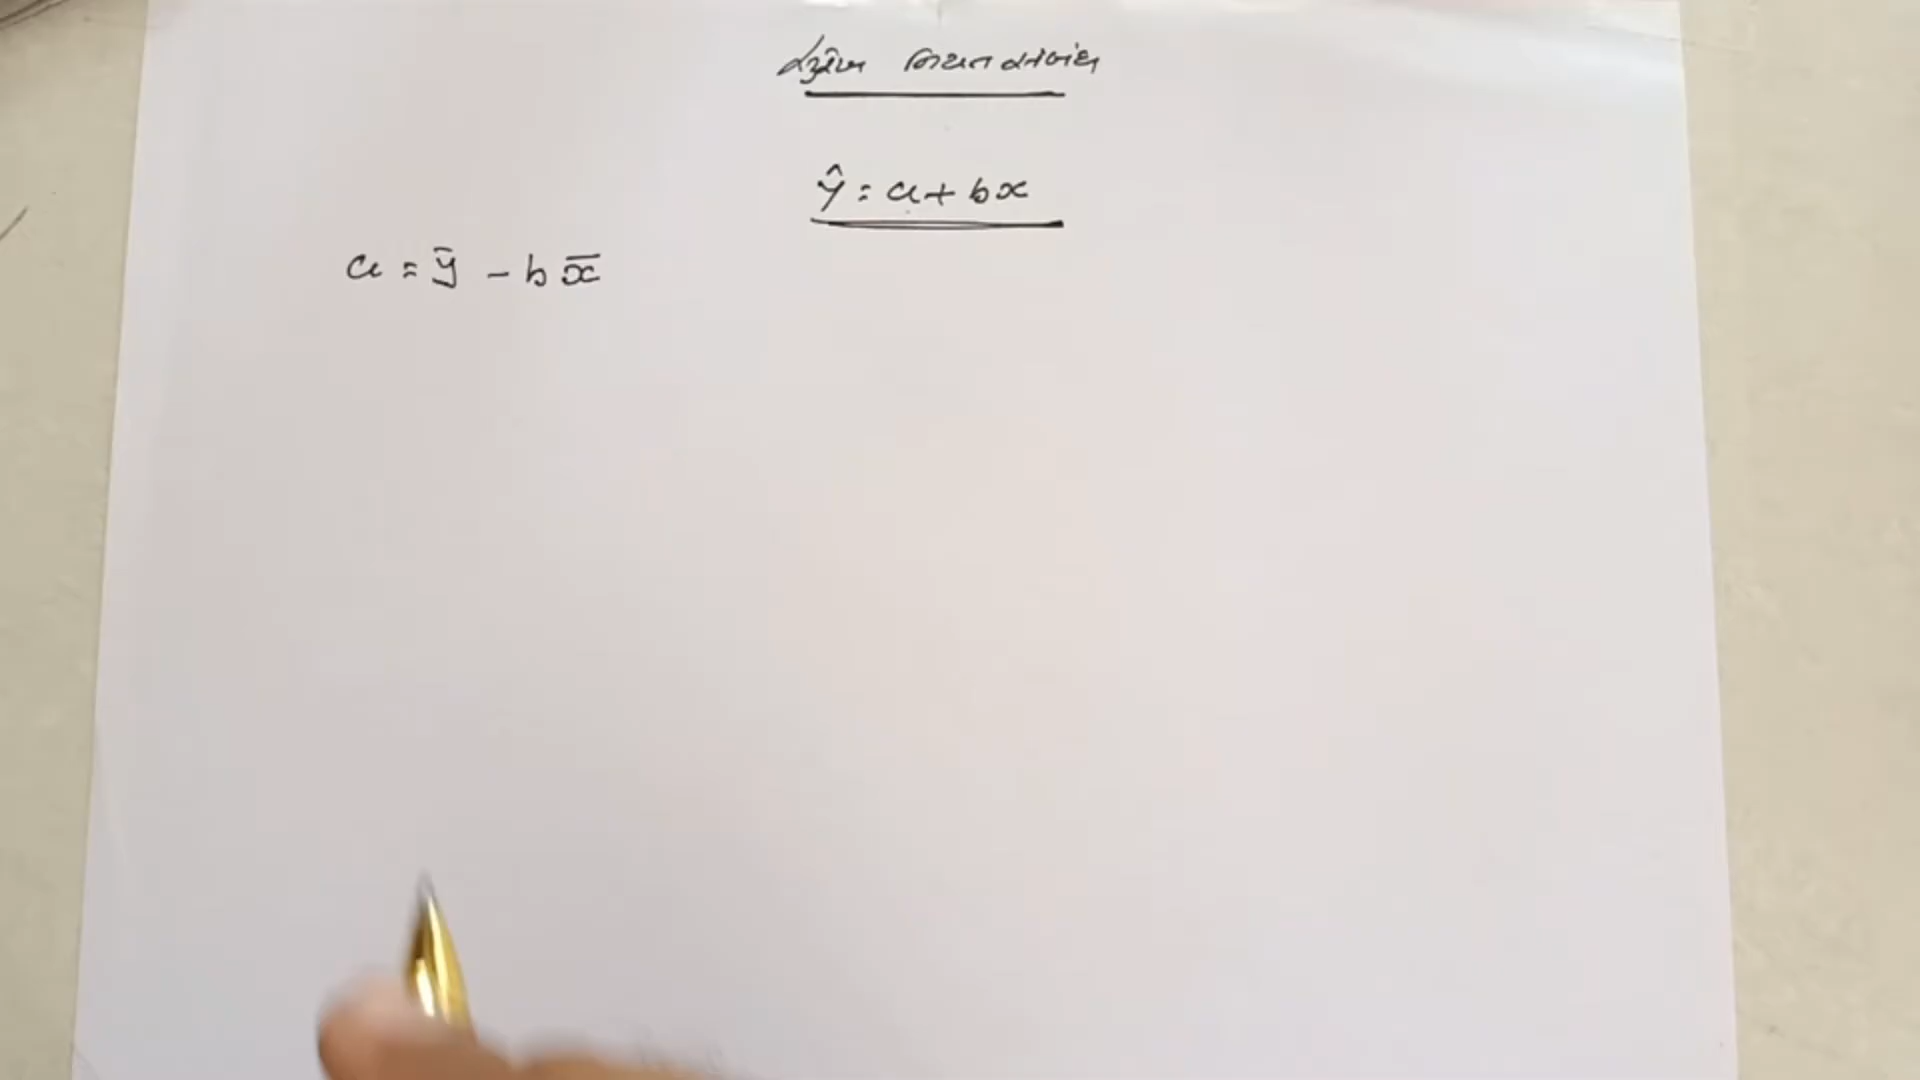 સુરેખ નિયતસંબંધ
ŷ = a + bx
a = ȳ - b x̄